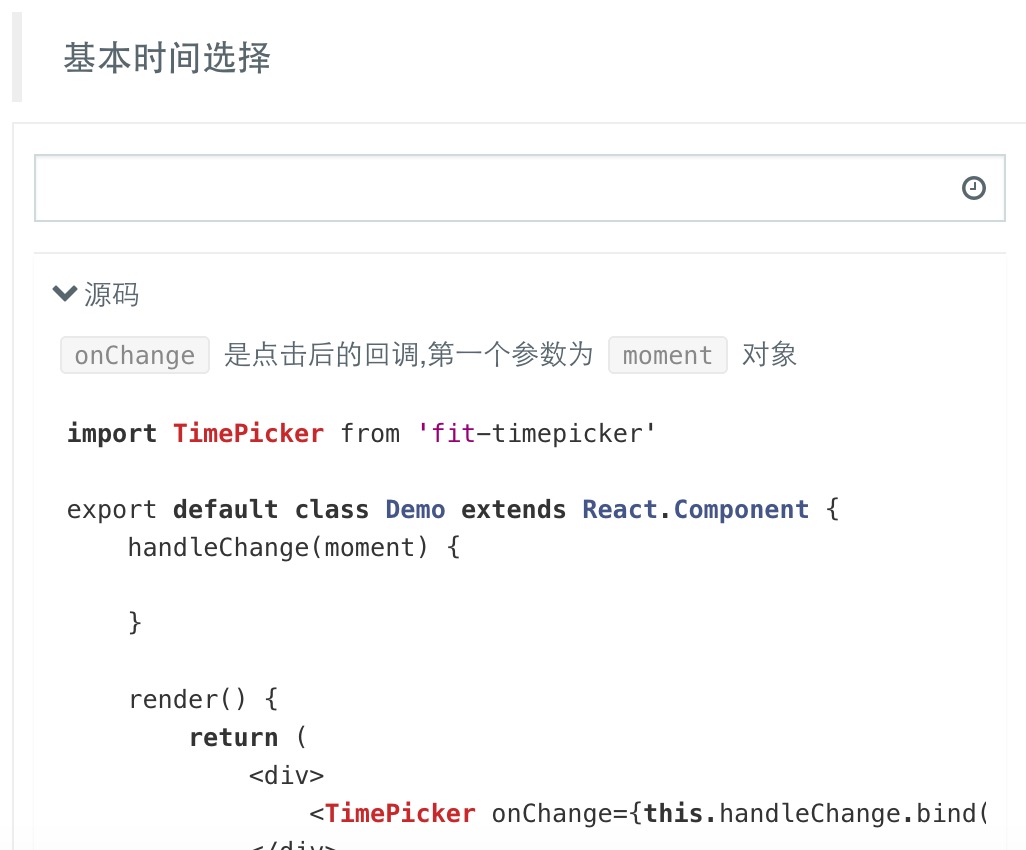 基本时间选择
源码
onChange 是点击后的回调,第一个参数为 moment 对象
import TimePicker from 'fit-timepicker'
export default class Demo extends React.Component {
handleChange(moment) {
}
render() {
return (
<div>
<TimePicker onChange={this.handleChange.bind(
</div>